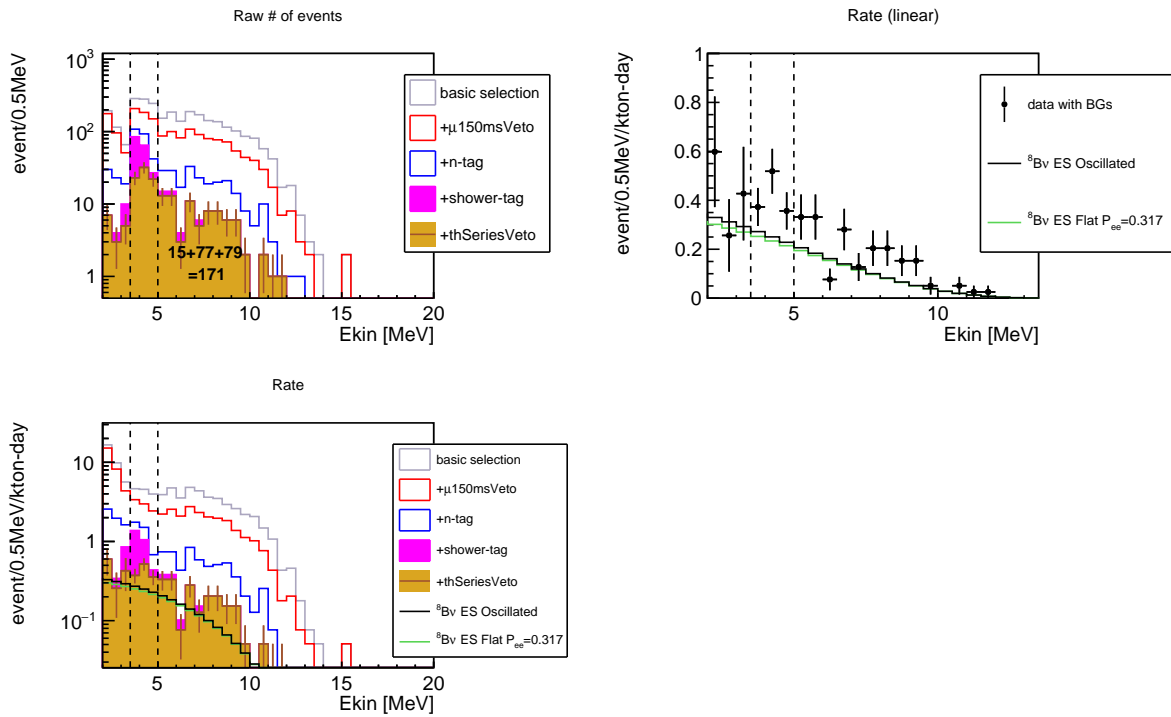 Raw # of events
event/0.5MeV
10³
10²
10
1
basic selection
+μ150msVeto
+n-tag
+shower-tag
+thSeriesVeto
15+77+79
=171
5 10 15 20
Ekin [MeV]
Rate (linear)
event/0.5MeV/kton-day
1
0.8
0.6
0.4
0.2
0
data with BGs
⁸Bν ES Oscillated
⁸Bν ES Flat Pₑₑ=0.317
5 10
Ekin [MeV]
Rate
event/0.5MeV/kton-day
10
1
10⁻¹
basic selection
+μ150msVeto
+n-tag
+shower-tag
+thSeriesVeto
⁸Bν ES Oscillated
⁸Bν ES Flat Pₑₑ=0.317
5 10 15 20
Ekin [MeV]